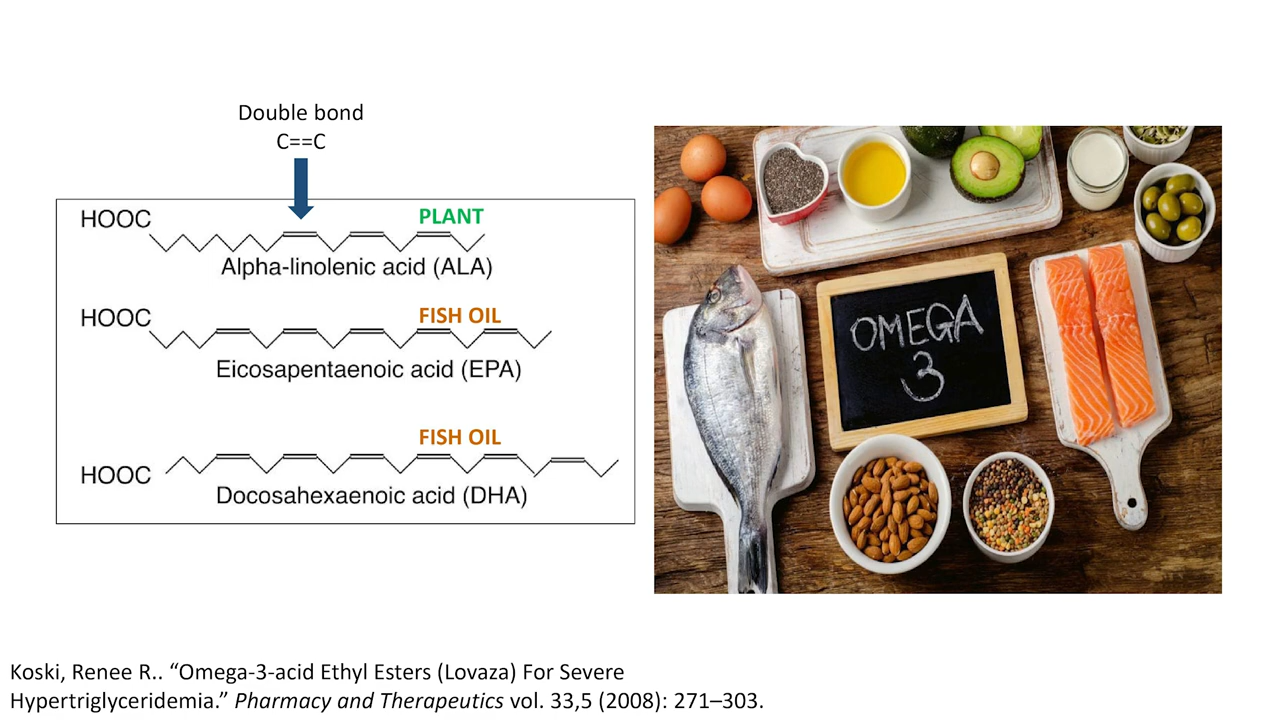 Double bond
C==C
HOOC
PLANT
Alpha-linolenic acid (ALA)
HOOC
FISH OIL
Eicosapentaenoic acid (EPA)
FISH OIL
HOOC
Docosahexaenoic acid (DHA)
OMEGA
3
Koski, Renee R.. “Omega-3-acid Ethyl Esters (Lovaza) For Severe
Hypertriglyceridemia.” Pharmacy and Therapeutics vol. 33,5 (2008): 271–303.